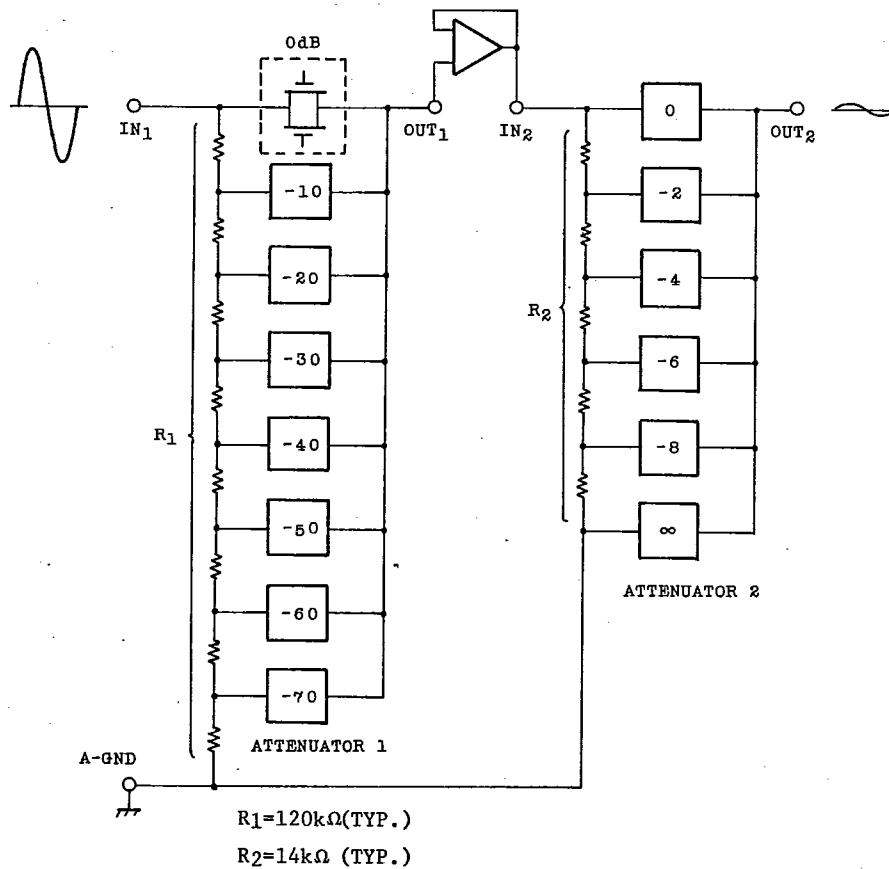 0dB
IN1
OUT1
IN2
0
OUT2
-10
-2
-20
-4
R2
-30
-6
R1
-40
-8
-50
∞
ATTENUATOR 2
-60
-70
ATTENUATOR 1
A-GND
R1=120kΩ(TYP.)
R2=14kΩ (TYP.)